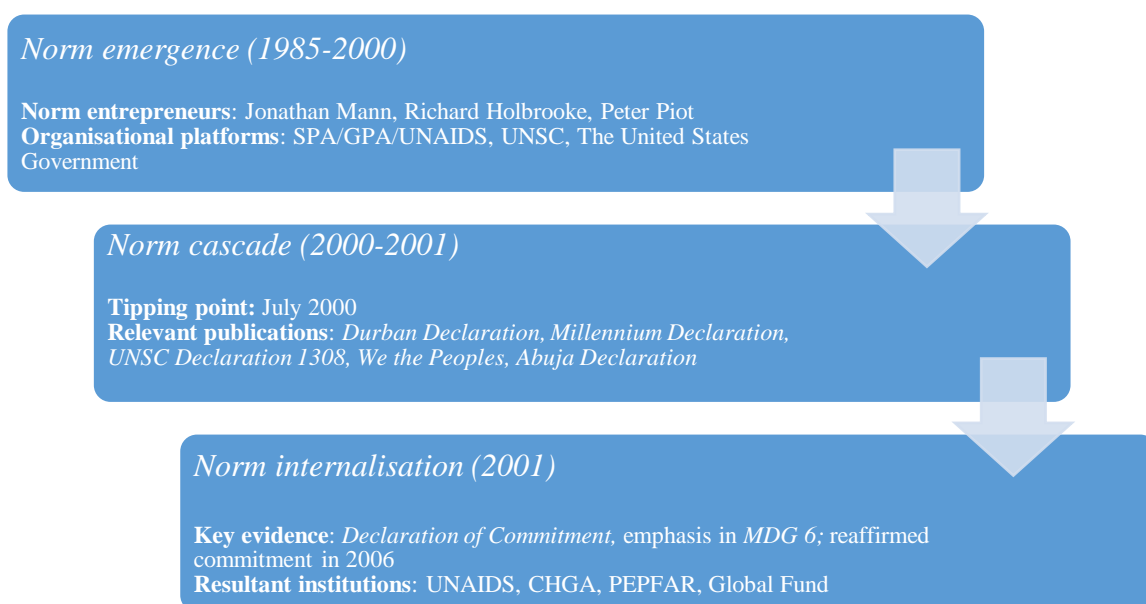 Norm emergence (1985-2000)
Norm entrepreneurs: Jonathan Mann, Richard Holbrooke, Peter Piot
Organisational platforms: SPA/GPA/UNAIDS, UNSC, The United States
Government
Norm cascade (2000-2001)
Tipping point: July 2000
Relevant publications: Durban Declaration, Millennium Declaration,
UNSC Declaration 1308, We the Peoples, Abuja Declaration
Norm internalisation (2001)
Key evidence: Declaration of Commitment, emphasis in MDG 6; reaffirmed
commitment in 2006
Resultant institutions: UNAIDS, CHGA, PEPFAR, Global Fund